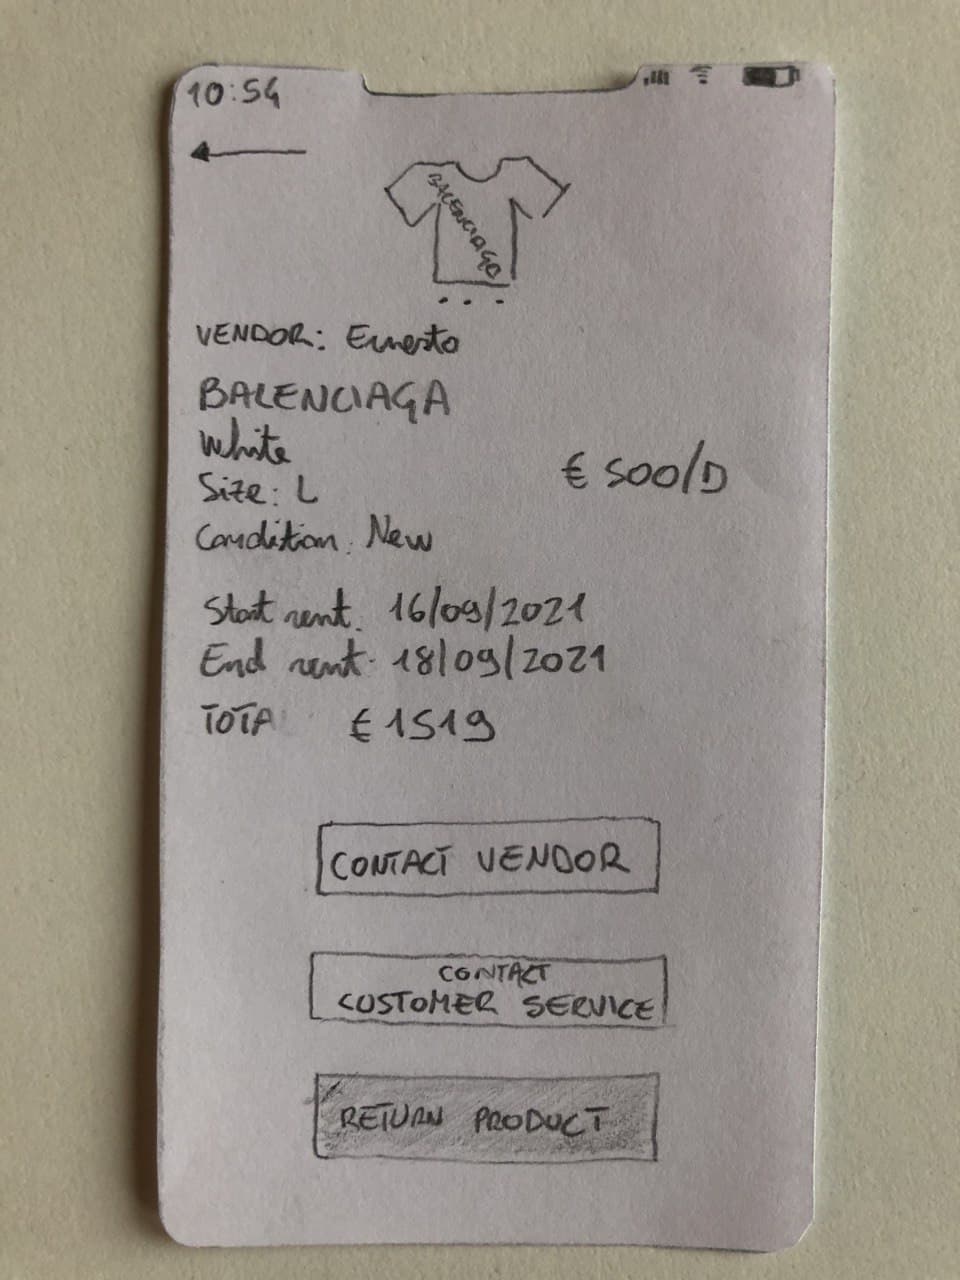 10:54
BALENCIAGA
VENDOR: Ernesto
BALENCIAGA
White
Size: L
€ 500/D
Condition: New
Start rent: 16/09/2021
End rent: 18/09/2021
TOTA € 1519
CONTACT VENDOR
CONTACT
CUSTOMER SERVICE
RETURN PRODUCT